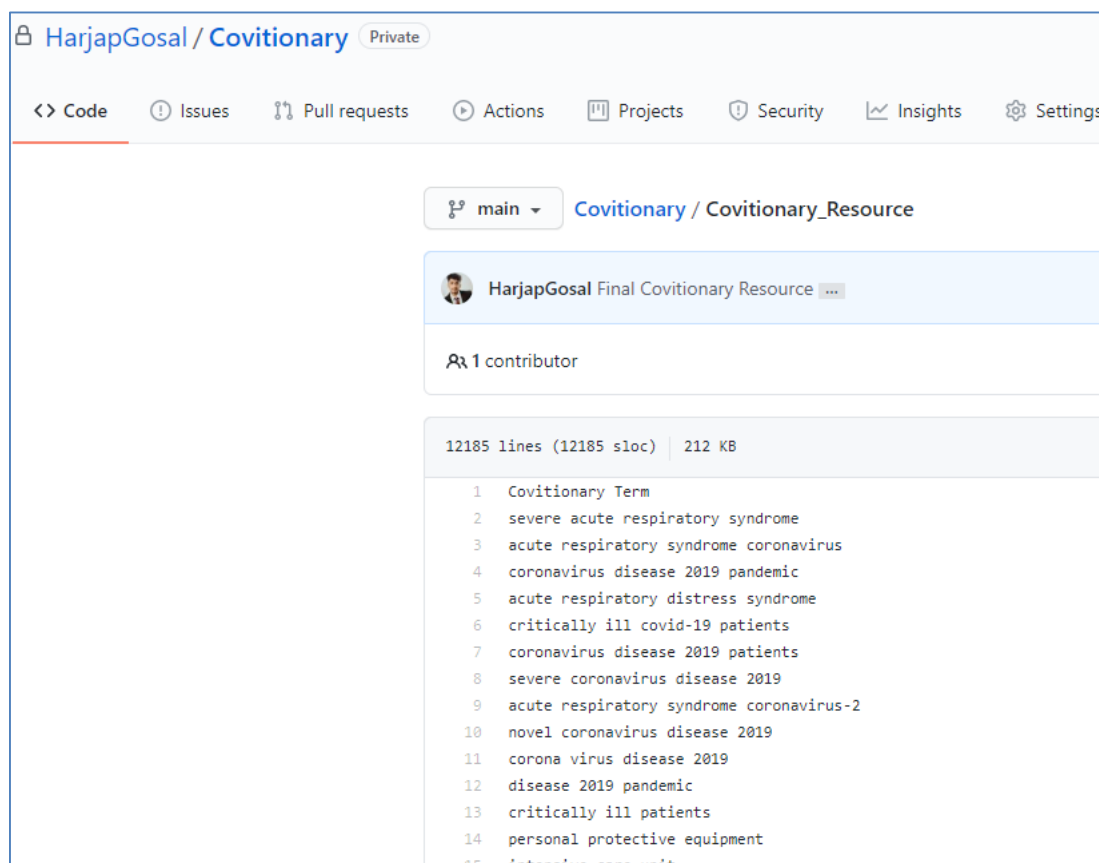 HarjapGosal / Covitionary Private
Code Issues Pull requests Actions Projects Security Insights Settings
main Covitionary / Covitionary_Resource
HarjapGosal Final Covitionary Resource ...
1 contributor
12185 lines (12185 sloc) 212 KB
1 Covitionary Term
2 severe acute respiratory syndrome
3 acute respiratory syndrome coronavirus
4 coronavirus disease 2019 pandemic
5 acute respiratory distress syndrome
6 critically ill covid-19 patients
7 coronavirus disease 2019 patients
8 severe coronavirus disease 2019
9 acute respiratory syndrome coronavirus-2
10 novel coronavirus disease 2019
11 corona virus disease 2019
12 disease 2019 pandemic
13 critically ill patients
14 personal protective equipment